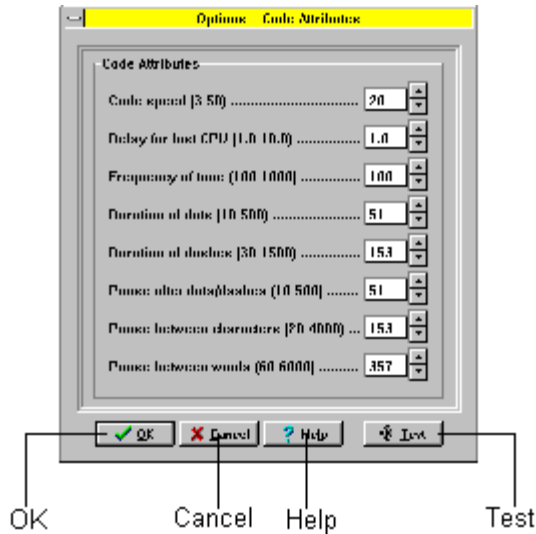 Options - Code Attributes
Code Attributes
Code speed (3-50) ................................ 20
Delay for fast CPU (1.0-10.0) ............... 1.0
Frequency of tone (100-1000) ............. 100
Duration of dots (10-500) ..................... 51
Duration of dashes (30-1500) ............... 153
Pause after dots/dashes (10-500) ........ 51
Pause between characters (20-4000) ... 153
Pause between words (60-6000) .......... 357
OK Cancel Help Test
OK Cancel Help Test